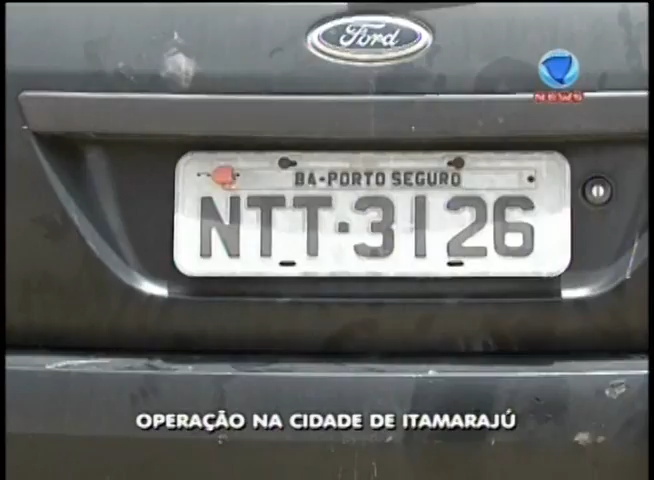 Ford
NEWS
BA-PORTO SEGURO
NTT·3126
OPERAÇÃO NA CIDADE DE ITAMARAJÚ